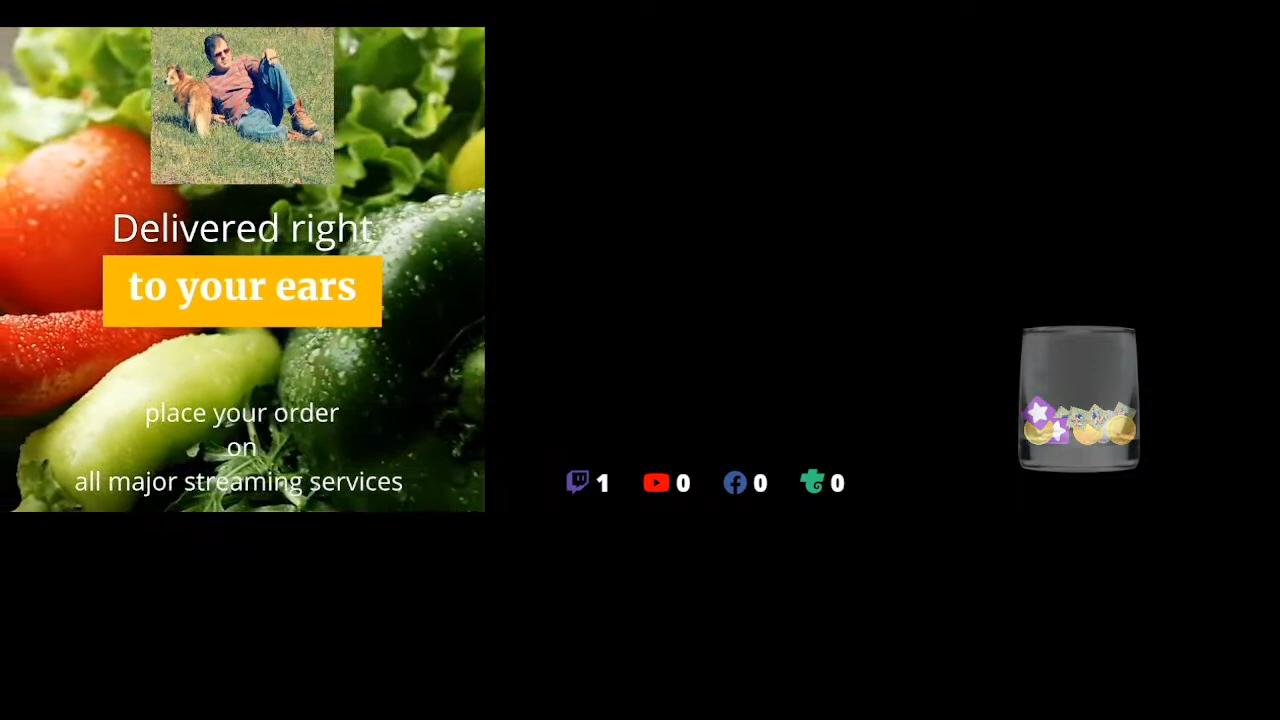 Delivered right
to your ears
place your order
on
all major streaming services
1 0 0 0